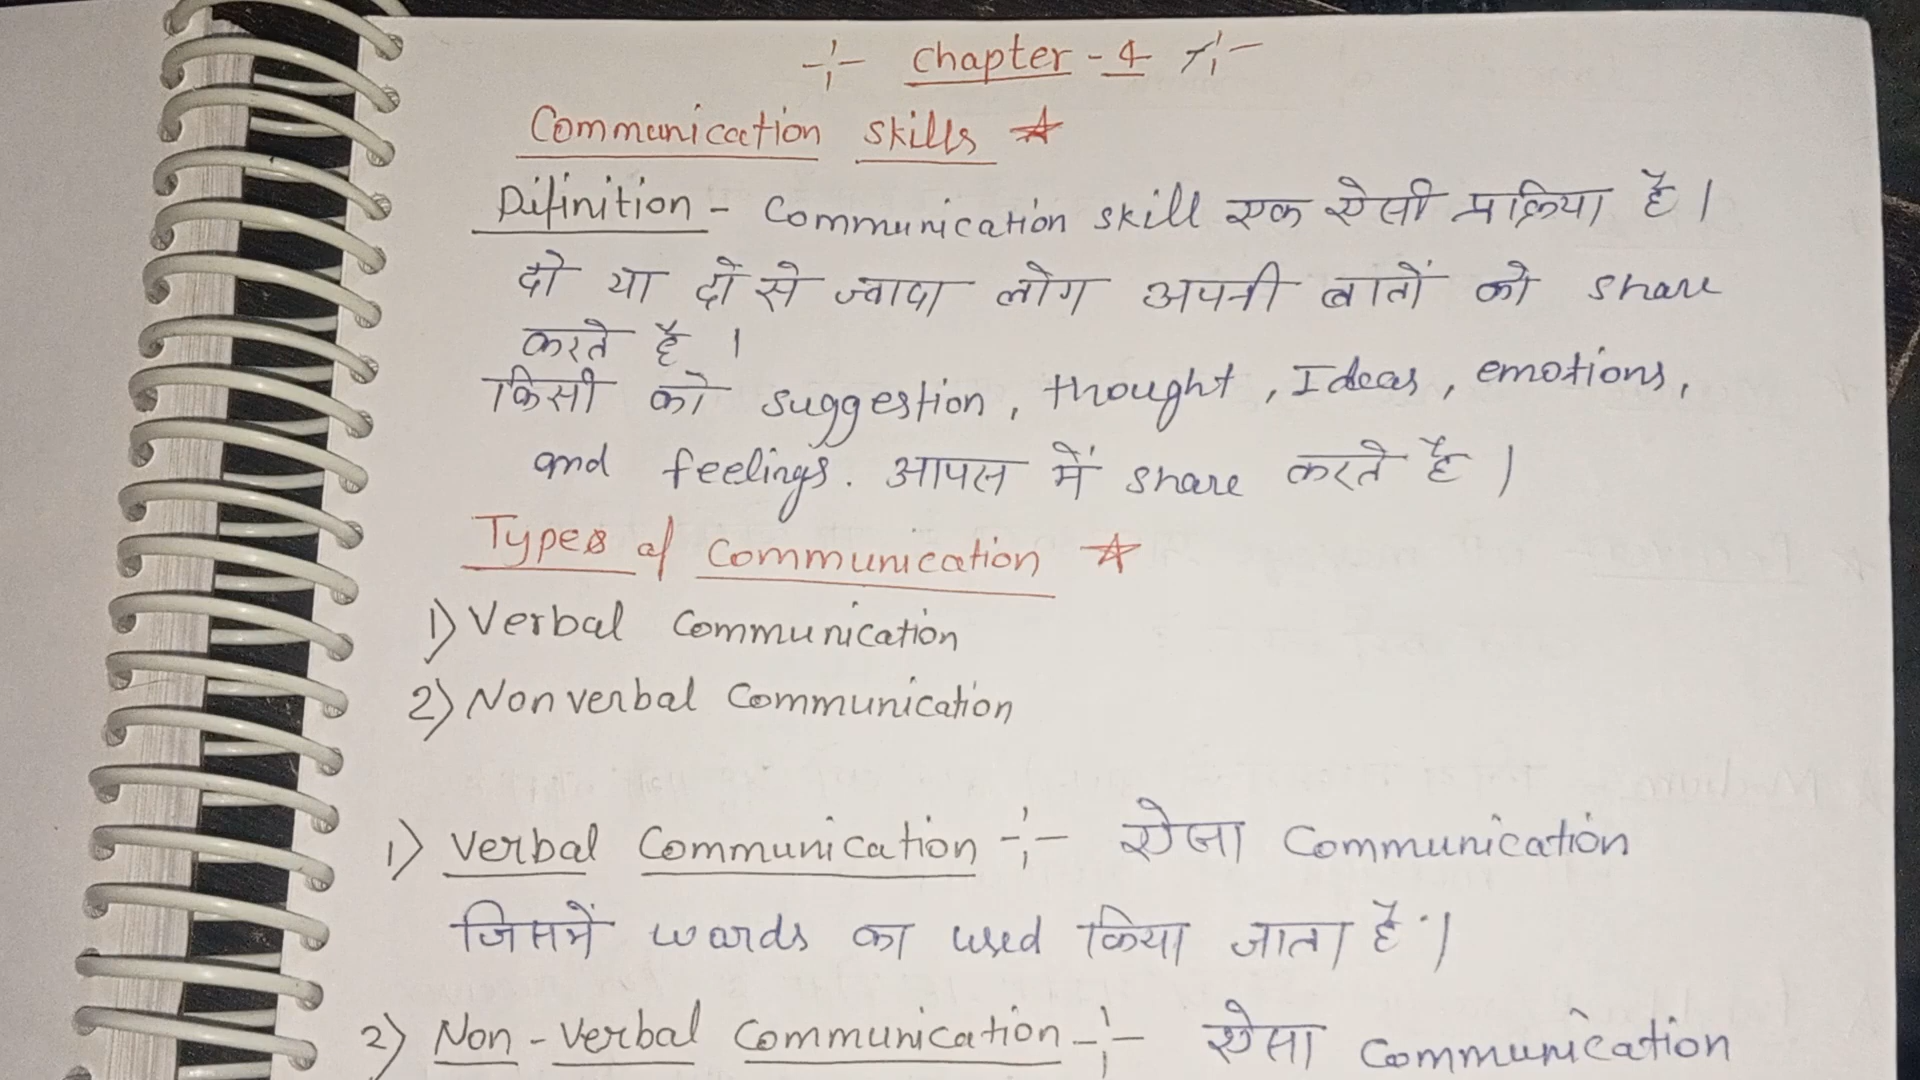 Chapter - 4
Communication skills
Difinition - Communication skill एक ऐसी प्रक्रिया है।
दो या दो से ज्यादा लोग अपनी बातों को share
करते है ।
किसी को suggestion, thought, Ideas, emotions,
and feelings. आपस में share करते है ।
Types of Communication
1) Verbal Communication
2) Nonverbal Communication
1) Verbal Communication - ऐसा Communication
जिसमें words का used किया जाता है।
2) Non-verbal Communication - ऐसा Communication